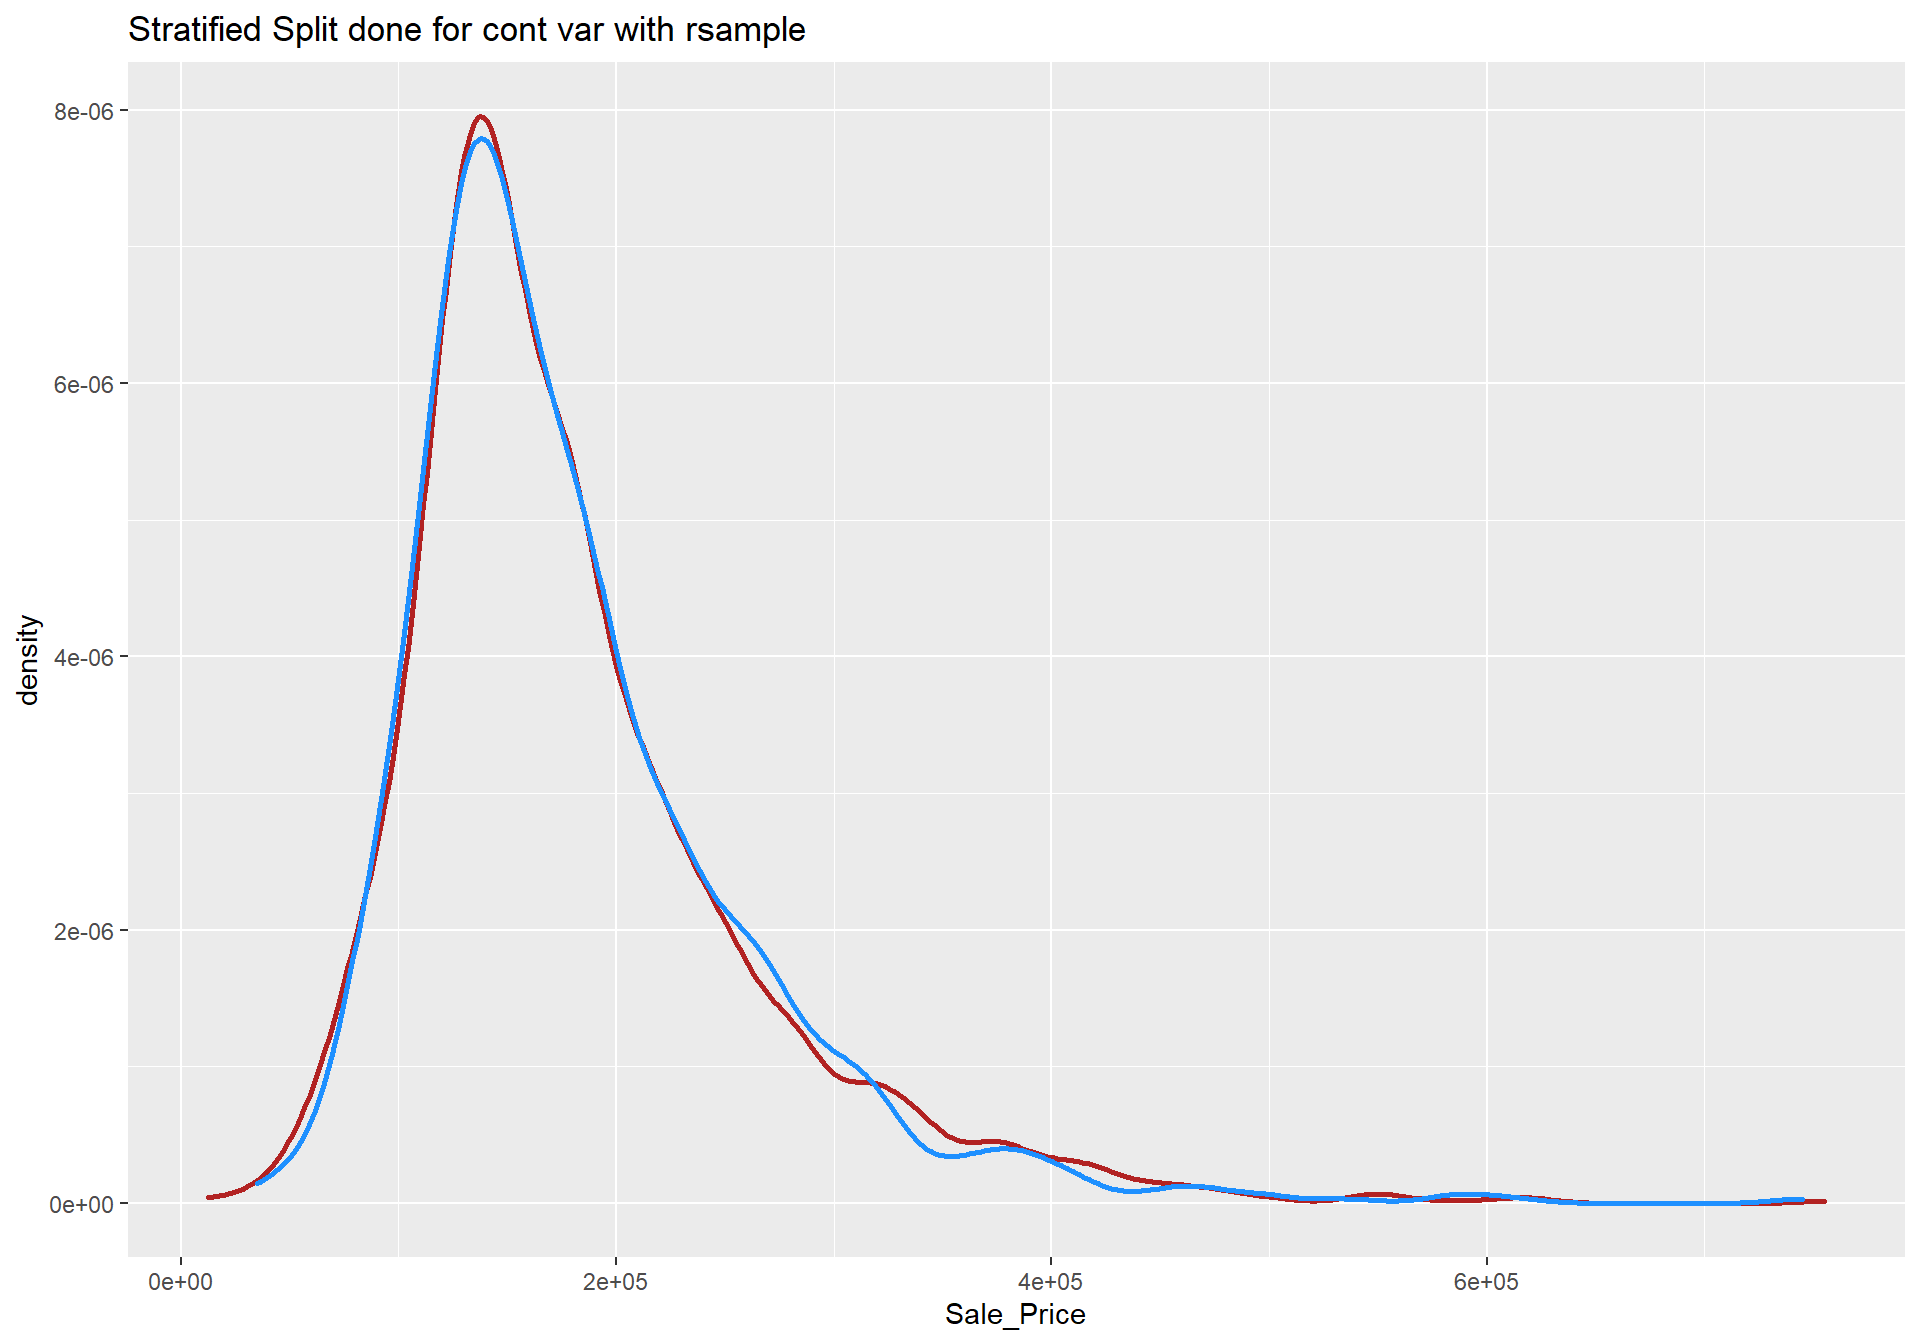 Stratified Split done for cont var with rsample
8e-06
6e-06
4e-06
2e-06
0e+00
density
0e+00 2e+05 4e+05 6e+05
Sale_Price